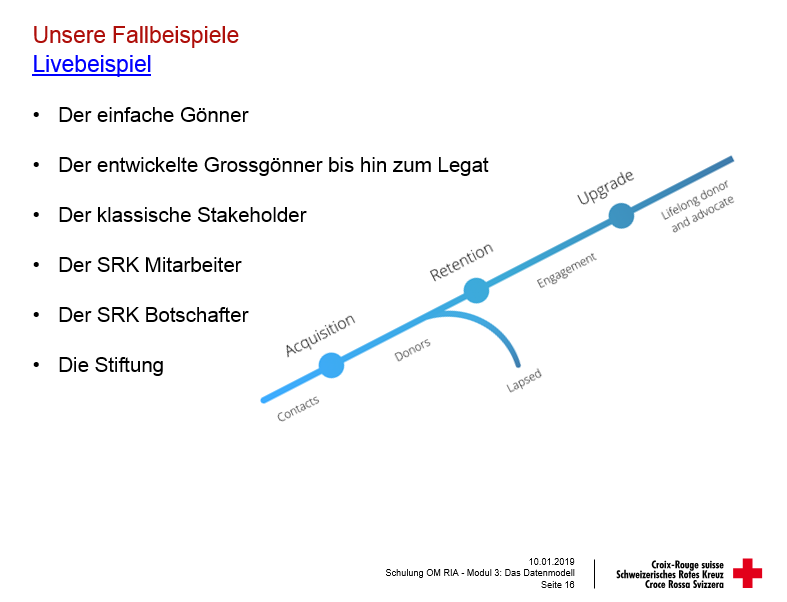 Unsere Fallbeispiele
Livebeispiel
• Der einfache Gönner
• Der entwickelte Grossgönner bis hin zum Legat
• Der klassische Stakeholder
• Der SRK Mitarbeiter
• Der SRK Botschafter
• Die Stiftung
Contacts
Acquisition
Donors
Retention
Lapsed
Engagement
Upgrade
Lifelong donor
and advocate
10.01.2019
Schulung OM RIA - Modul 3: Das Datenmodell
Seite 16
Croix-Rouge suisse
Schweizerisches Rotes Kreuz
Croce Rossa Svizzera